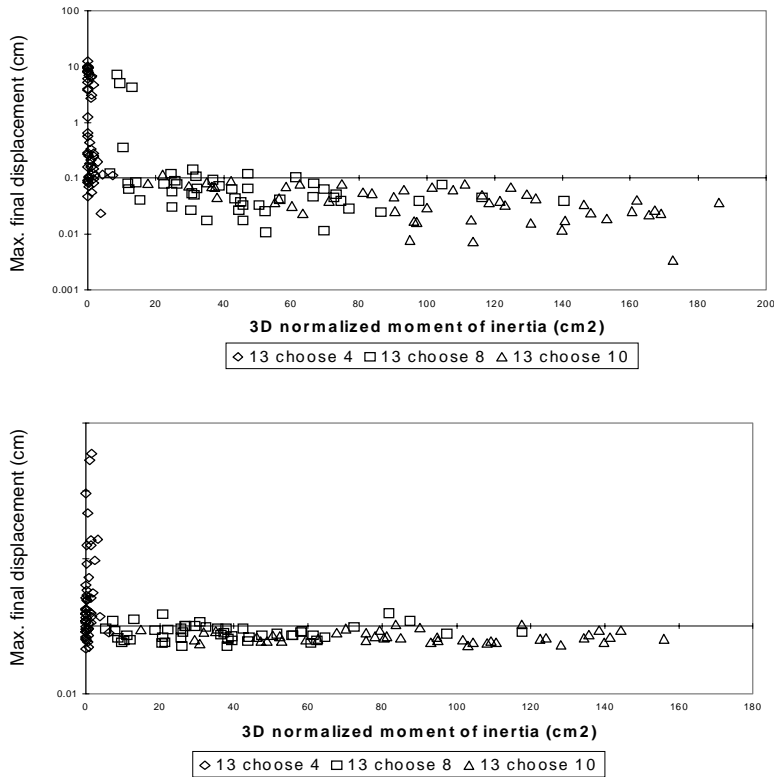 100
10
1
0.1
0.01
0.001
Max. final displacement (cm)
0 20 40 60 80 100 120 140 160 180 200
3D normalized moment of inertia (cm2)
13 choose 4 13 choose 8 13 choose 10
Max. final displacement (cm)
0.01
0 20 40 60 80 100 120 140 160 180
3D normalized moment of inertia (cm2)
13 choose 4 13 choose 8 13 choose 10